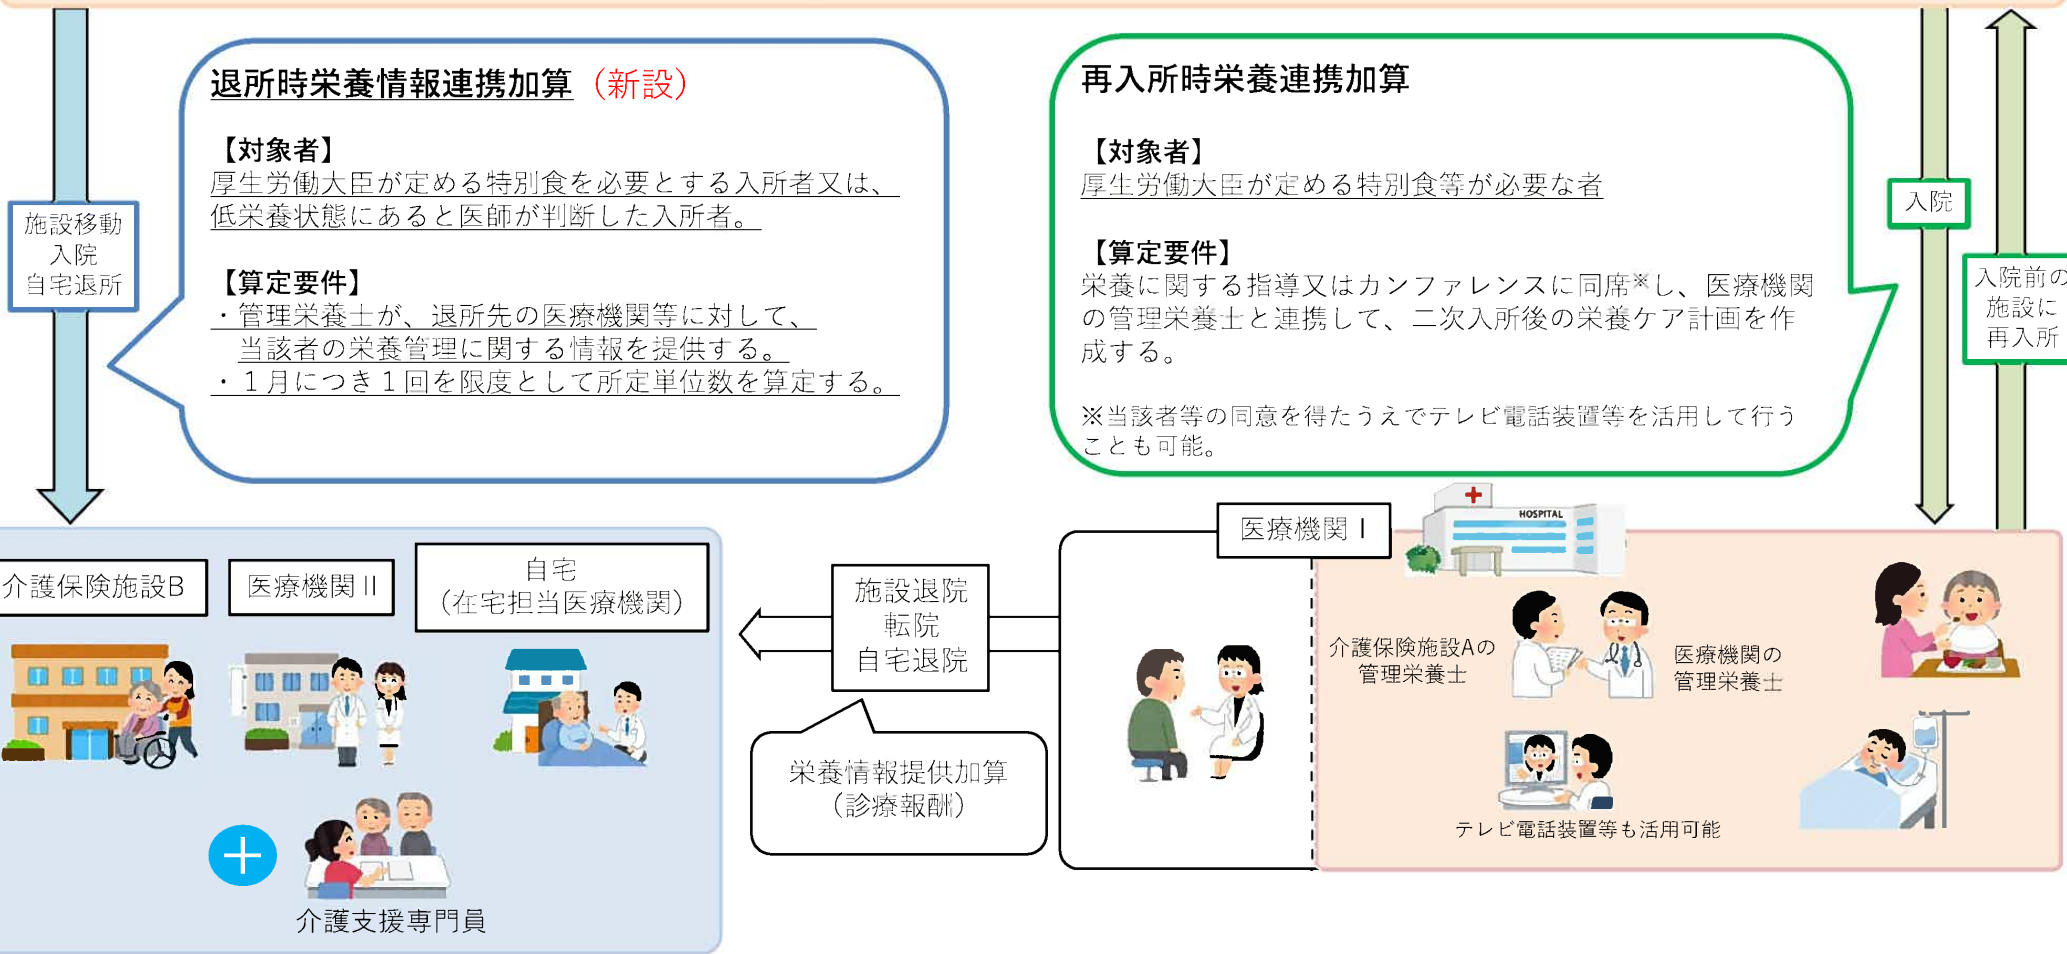 退所時栄養情報連携加算（新設）
【対象者】
厚生労働大臣が定める特別食を必要とする入所者又は、
低栄養状態にあると医師が判断した入所者。
【算定要件】
・管理栄養士が、退所先の医療機関等に対して、
当該者の栄養管理に関する情報を提供する。
・１月につき１回を限度として所定単位数を算定する。
施設移動
入院
自宅退所
再入所時栄養連携加算
【対象者】
厚生労働大臣が定める特別食等が必要な者
【算定要件】
栄養に関する指導又はカンファレンスに同席※し、医療機関
の管理栄養士と連携して、二次入所後の栄養ケア計画を作
成する。
※当該者等の同意を得たうえでテレビ電話装置等を活用して行う
ことも可能。
入院
入院前の
施設に
再入所
介護保険施設B
医療機関Ⅱ
自宅
（在宅担当医療機関）
介護支援専門員
施設退院
転院
自宅退院
栄養情報提供加算
（診療報酬）
医療機関Ⅰ
HOSPITAL
介護保険施設Aの
管理栄養士
医療機関の
管理栄養士
テレビ電話装置等も活用可能